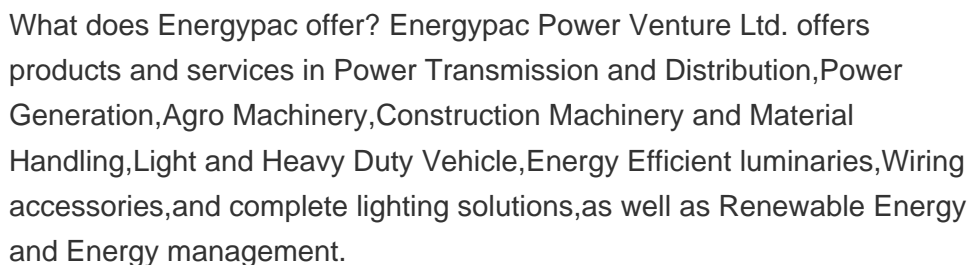 What does Energypac offer? Energypac Power Venture Ltd. offers
products and services in Power Transmission and Distribution,Power
Generation,Agro Machinery,Construction Machinery and Material
Handling,Light and Heavy Duty Vehicle,Energy Efficient luminaries,Wiring
accessories,and complete lighting solutions,as well as Renewable Energy
and Energy management.